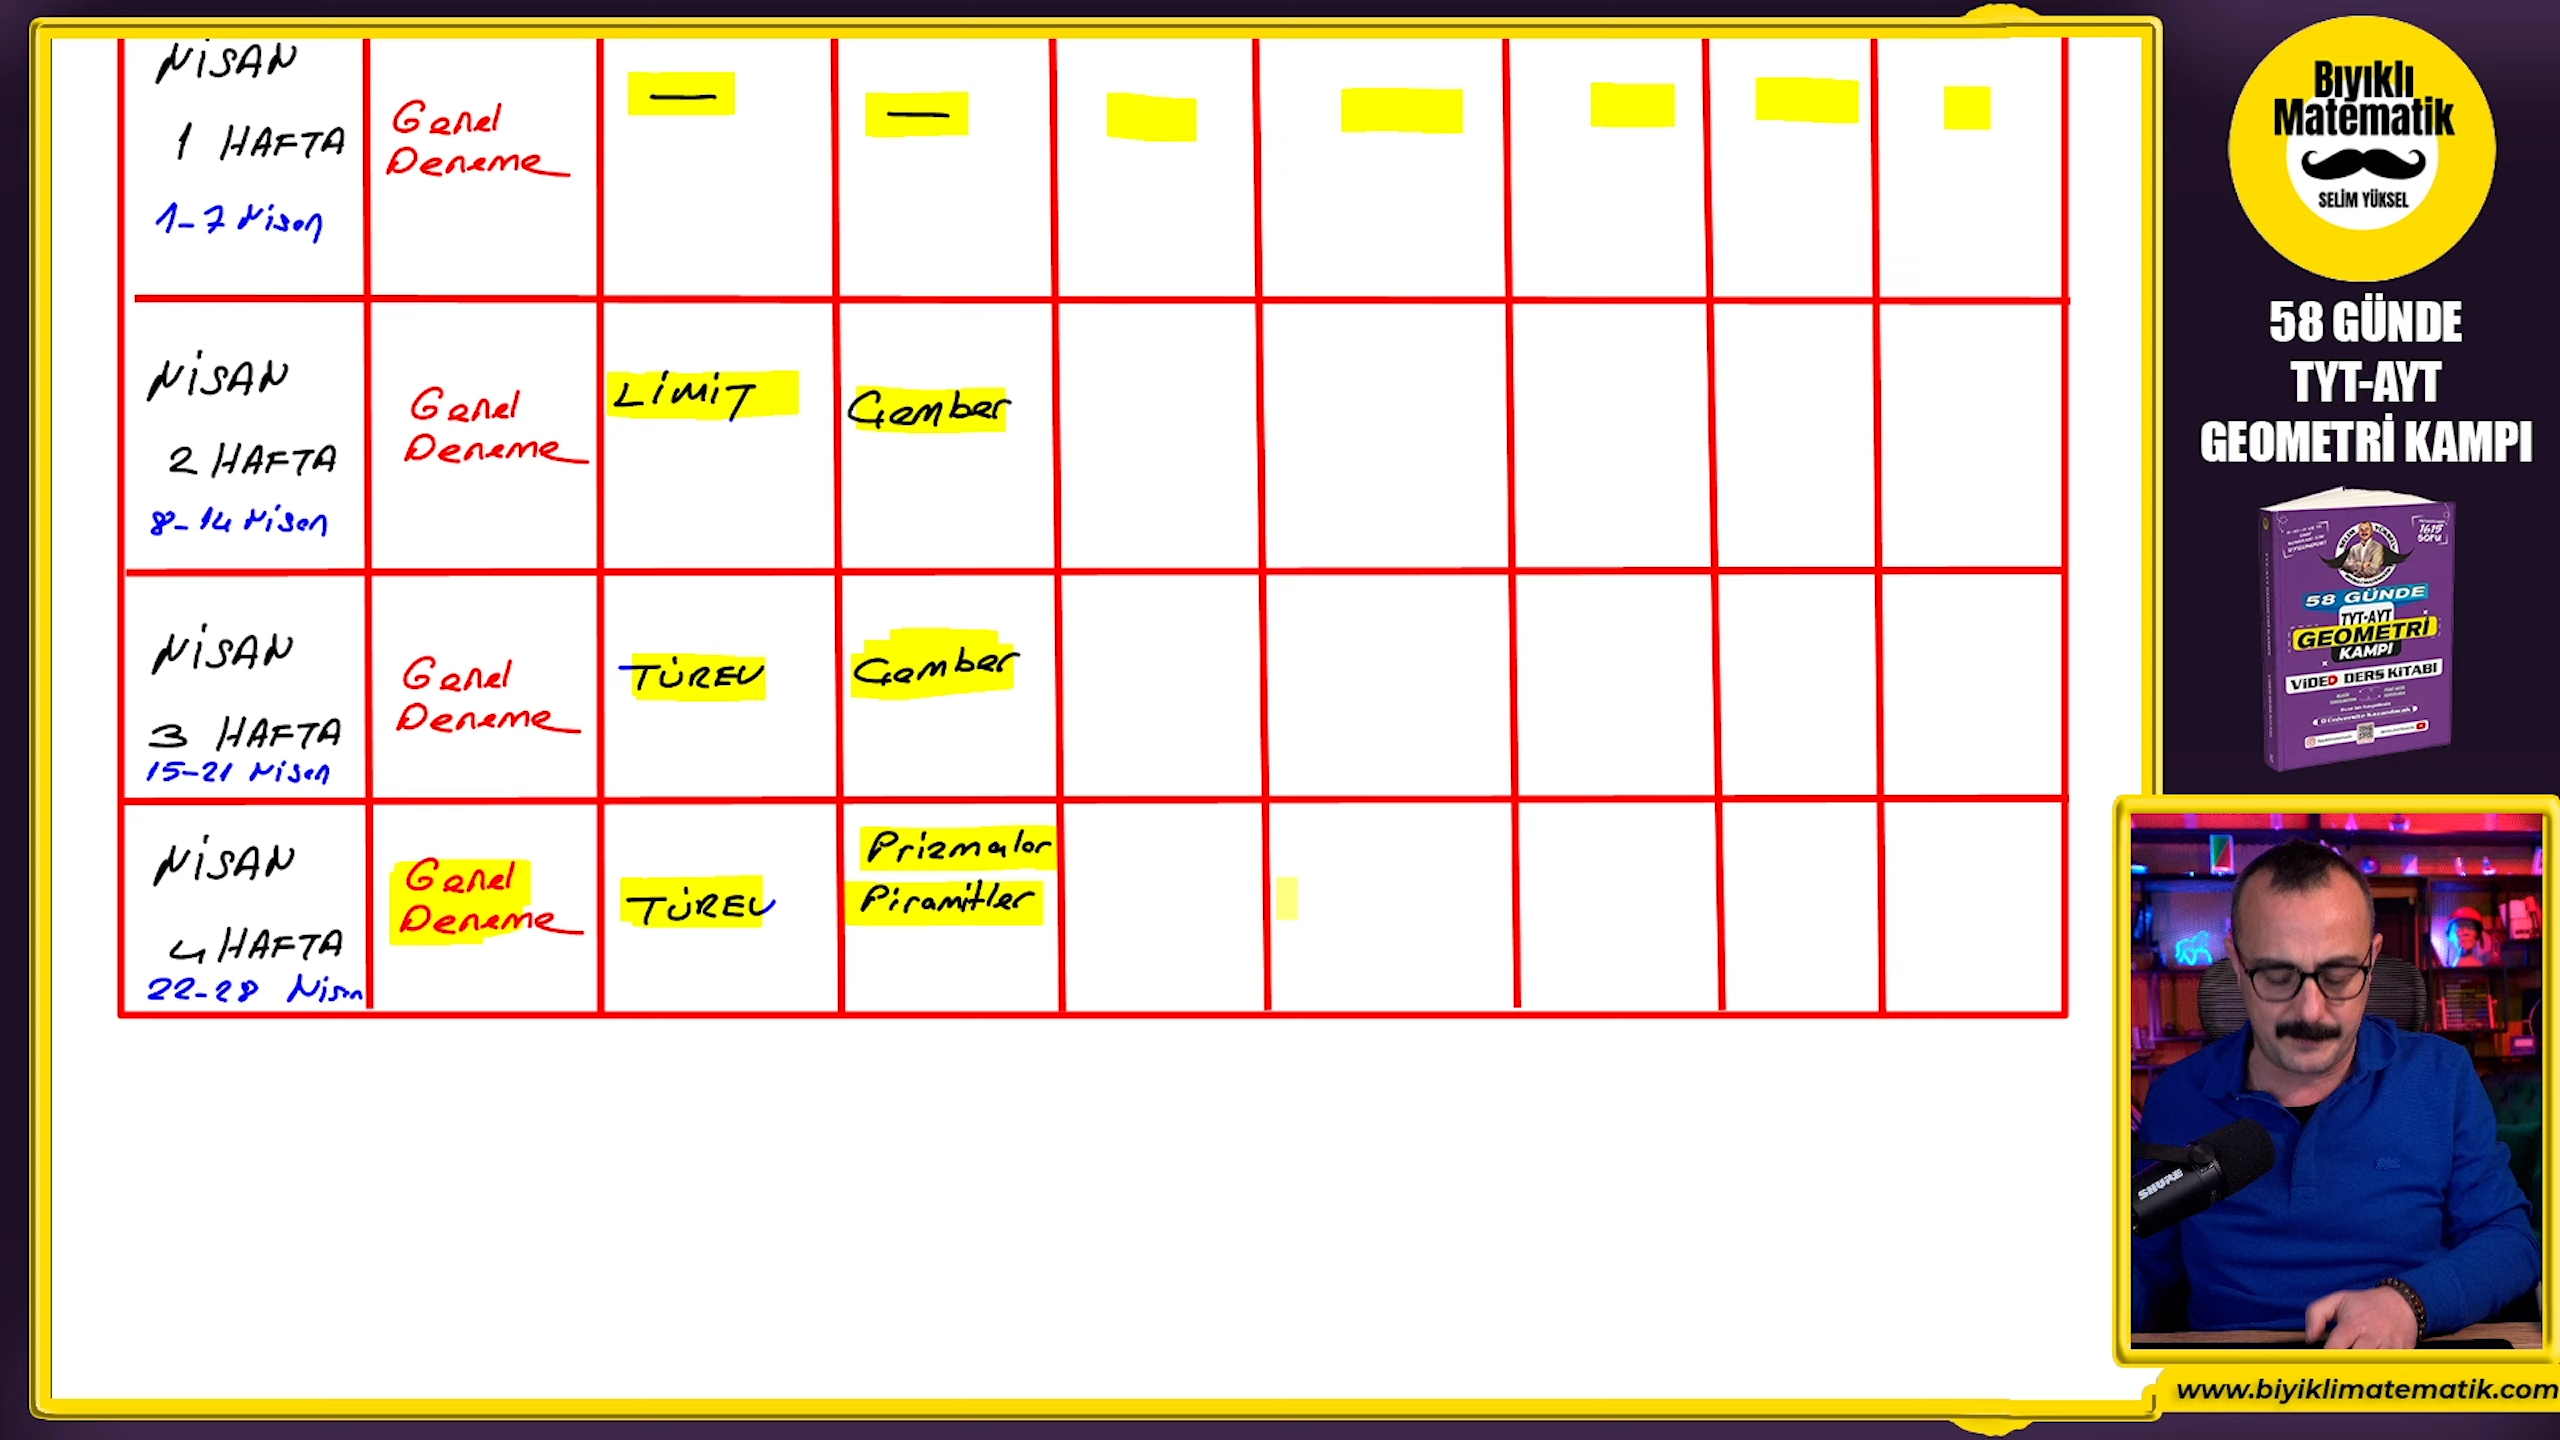 NİSAN
1 HAFTA
1-7 Nisan
Genel
Deneme
—
—
NİSAN
2 HAFTA
8-14 Nisan
Genel
Deneme
LİMİT
Çember
NİSAN
3 HAFTA
15-21 Nisan
Genel
Deneme
TÜREV
Çember
NİSAN
4 HAFTA
22-28 Nisan
Genel
Deneme
TÜREV
Prizmalar
Piramitler
Bıyıklı
Matematik
SELİM YÜKSEL
58 GÜNDE
TYT-AYT
GEOMETRİ KAMPI
1615
SORU
58 GÜNDE
TYT-AYT
GEOMETRİ
KAMPI
VİDEO DERS KİTABI
SHURE
www.biyiklimatematik.com